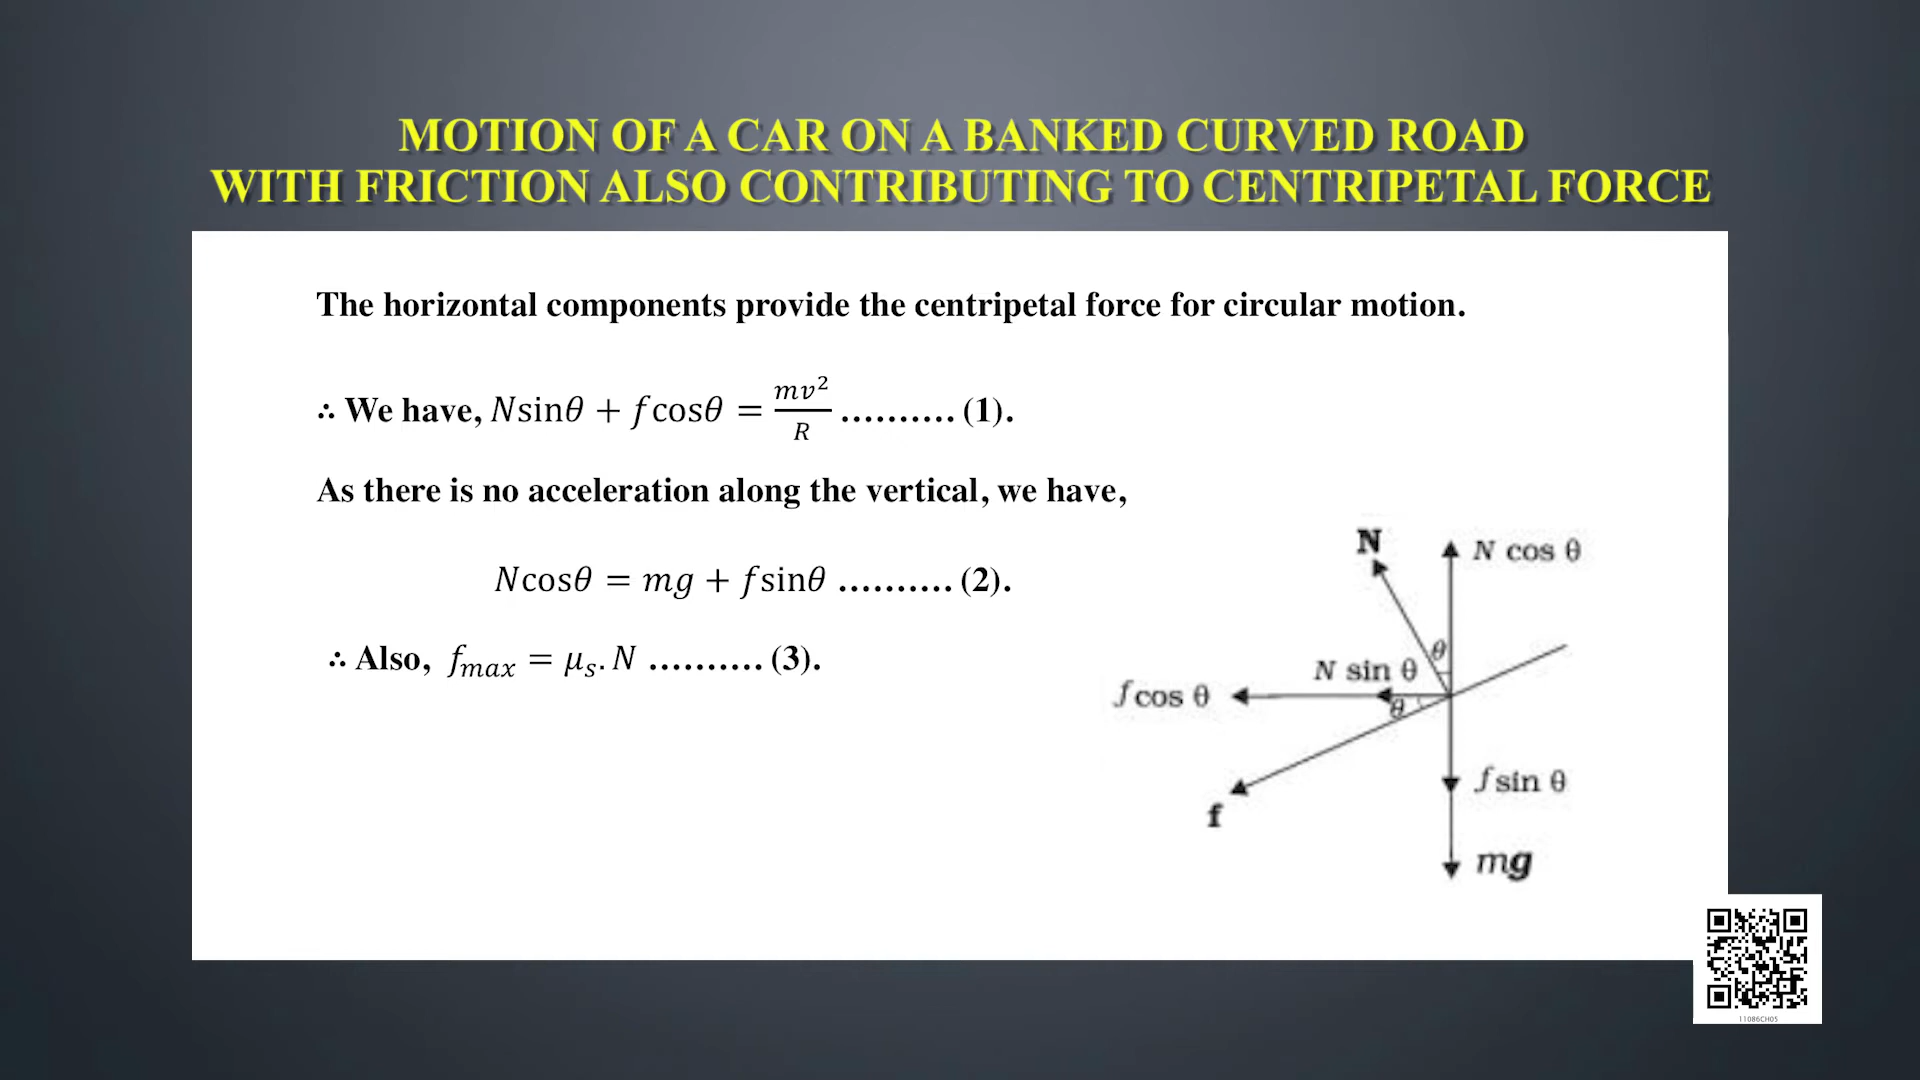 MOTION OF A CAR ON A BANKED CURVED ROAD
WITH FRICTION ALSO CONTRIBUTING TO CENTRIPETAL FORCE
The horizontal components provide the centripetal force for circular motion.
∴ We have, Nsinθ + fcosθ = mv²/R .......... (1).
As there is no acceleration along the vertical, we have,
Ncosθ = mg + fsinθ .......... (2).
∴ Also, fₘₐₓ = μₛ. N .......... (3).
N
N cos θ
θ
N sin θ
f cos θ
θ
f sin θ
f
mg
11086CH05